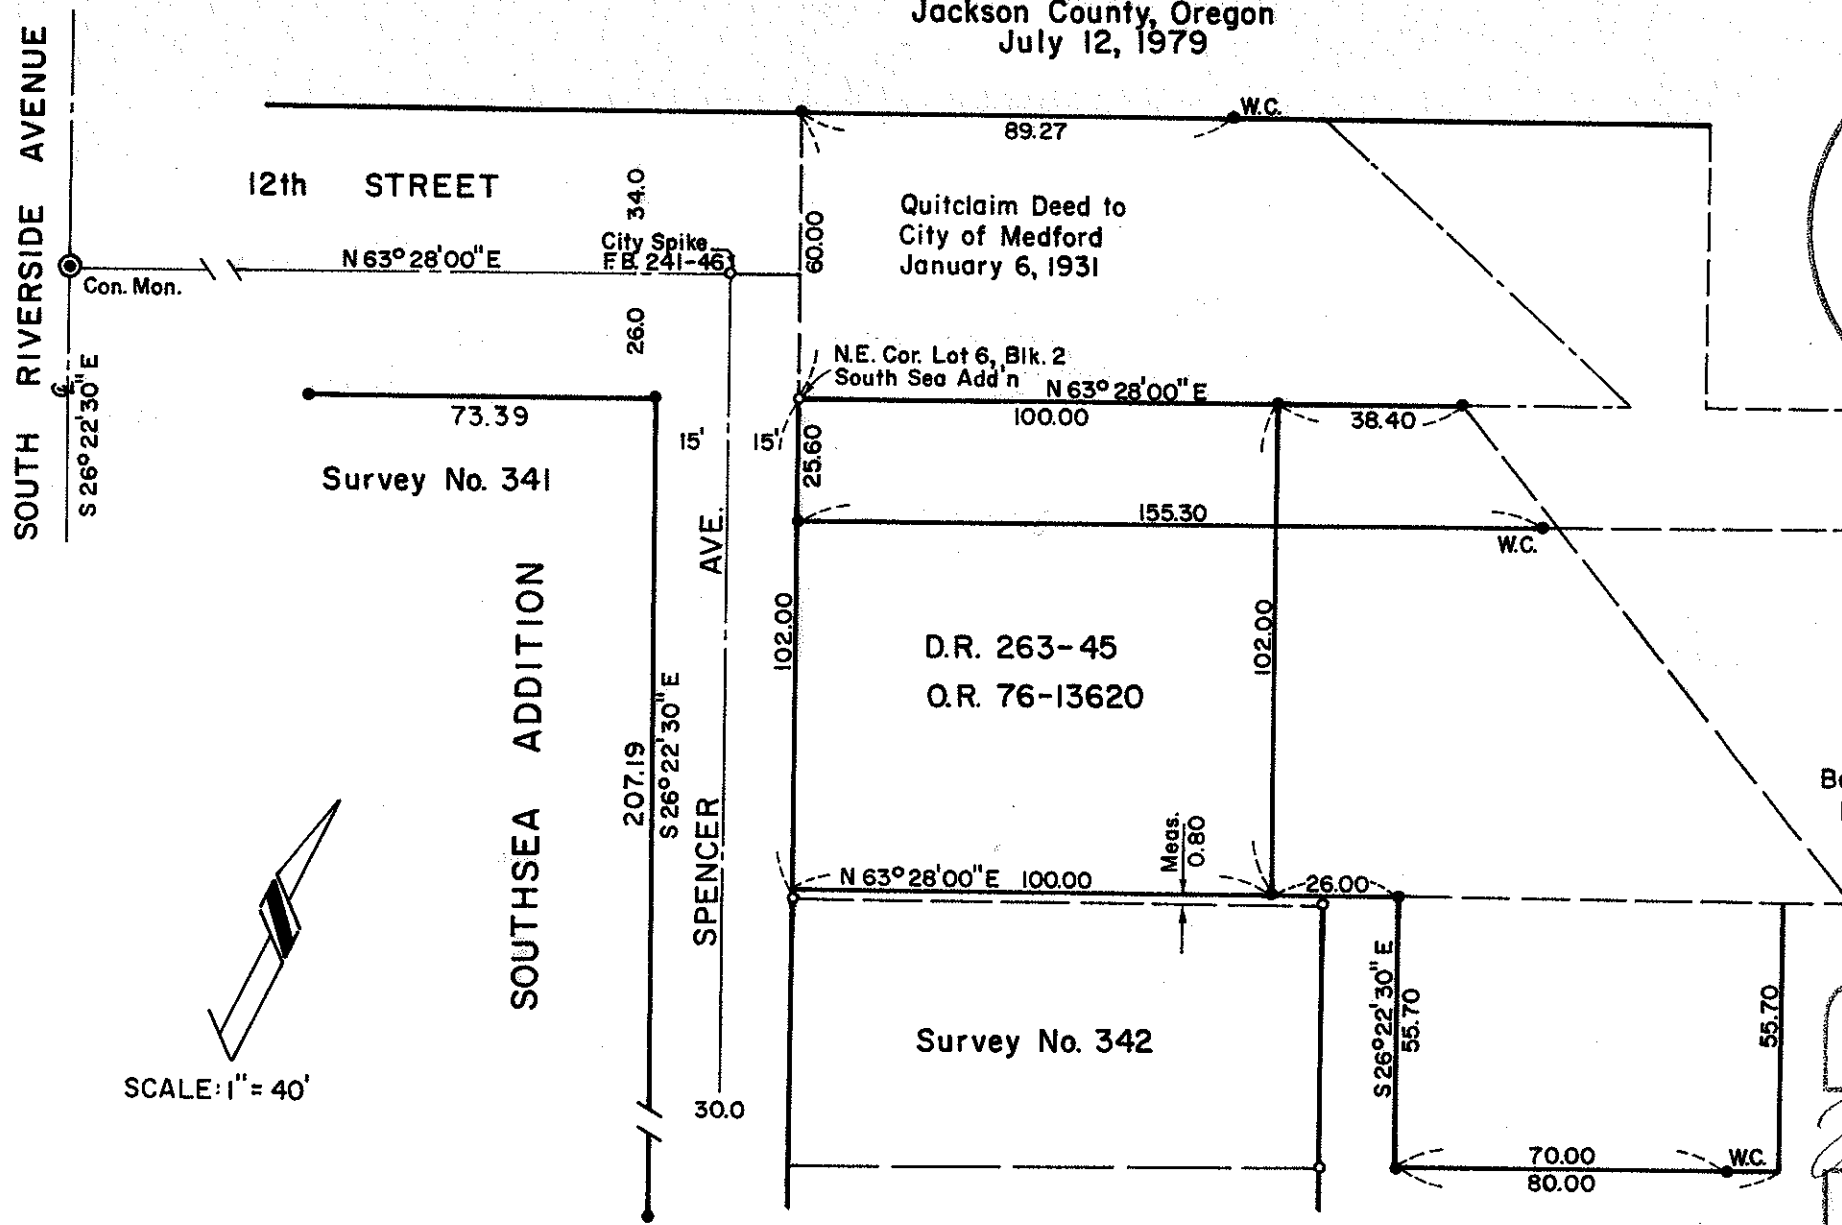 Jackson County, Oregon
July 12, 1979
SOUTH RIVERSIDE AVENUE
W.C.
89.27
12th STREET
34.0
60.00
Quitclaim Deed to
City of Medford
January 6, 1931
City Spike
F.B. 241-46
N 63° 28' 00" E
Con. Mon.
26.0
S 26° 22' 30" E
N.E. Cor. Lot 6, Blk. 2
South Sea Add'n
N 63° 28' 00" E
73.39
100.00
38.40
15'
15'
25.60
Survey No. 341
155.30
W.C.
SPENCER AVE.
SOUTHSEA ADDITION
102.00
102.00
D.R. 263-45
O.R. 76-13620
207.19
S 26° 22' 30" E
Meas.
0.80
N 63° 28' 00" E 100.00
26.00
S 26° 22' 30" E
55.70
55.70
Survey No. 342
SCALE: 1" = 40'
30.0
70.00
W.C.
80.00